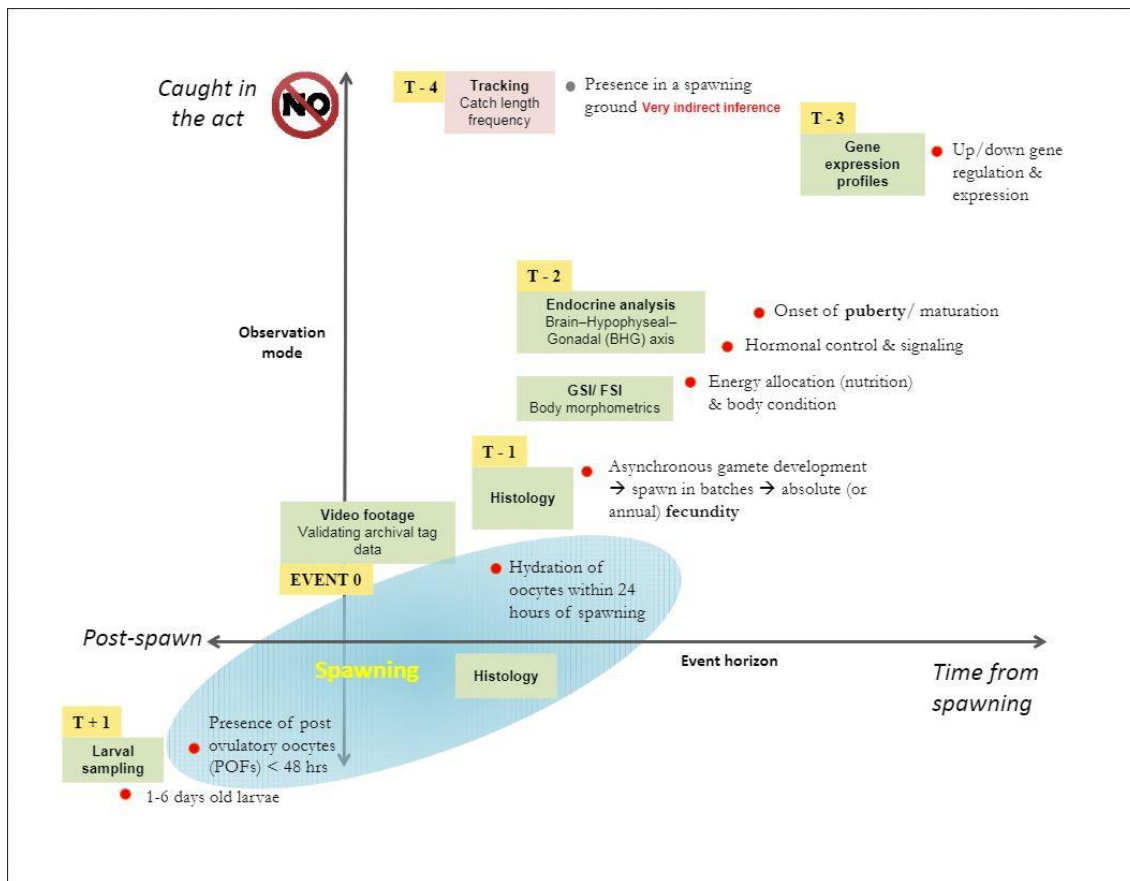 Caught in
the act
NO
T - 4
Tracking
Catch length
frequency
Presence in a spawning
ground Very indirect inference
T - 3
Gene
expression
profiles
Up/down gene
regulation &
expression
T - 2
Endocrine analysis
Brain–Hypophyseal–
Gonadal (BHG) axis
Onset of puberty/ maturation
Hormonal control & signaling
Observation
mode
GSI/ FSI
Body morphometrics
Energy allocation (nutrition)
& body condition
T - 1
Histology
Asynchronous gamete development
→ spawn in batches → absolute (or
annual) fecundity
Video footage
Validating archival tag
data
EVENT 0
Hydration of
oocytes within 24
hours of spawning
Post-spawn
Event horizon
Time from
spawning
Spawning
Histology
T + 1
Larval
sampling
Presence of post
ovulatory oocytes
(POFs) < 48 hrs
1-6 days old larvae